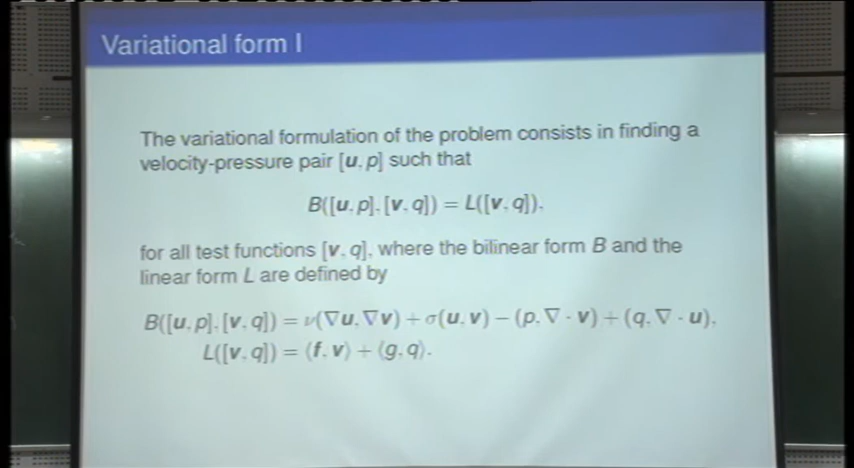 Variational form I
The variational formulation of the problem consists in finding a
velocity-pressure pair [u, p] such that
B([u, p], [v, q]) = L([v, q]),
for all test functions [v, q], where the bilinear form B and the
linear form L are defined by
B([u, p], [v, q]) = ν(∇u, ∇v) + σ(u, v) − (p, ∇ · v) + (q, ∇ · u),
L([v, q]) = ⟨f, v⟩ + ⟨g, q⟩.